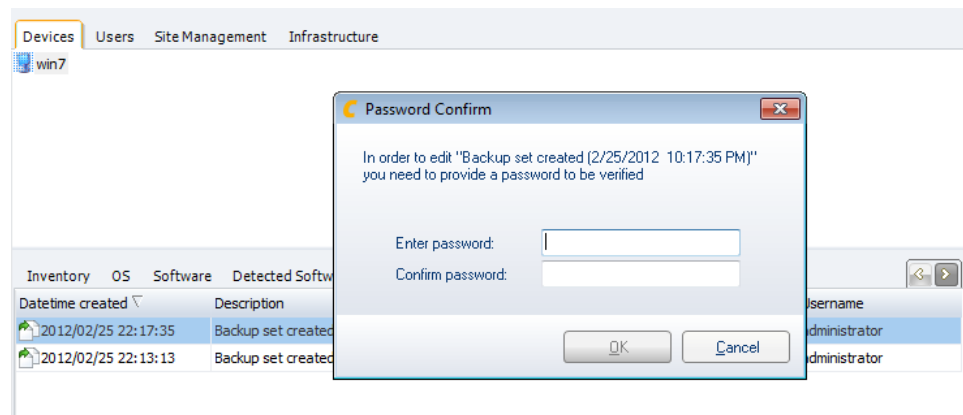 Devices Users Site Management Infrastructure
win7
Password Confirm
In order to edit "Backup set created (2/25/2012 10:17:35 PM)"
you need to provide a password to be verified
Enter password:
Confirm password:
Inventory OS Software Detected Softw
Datetime created Description Username
2012/02/25 22:17:35 Backup set created administrator
2012/02/25 22:13:13 Backup set created administrator
OK Cancel